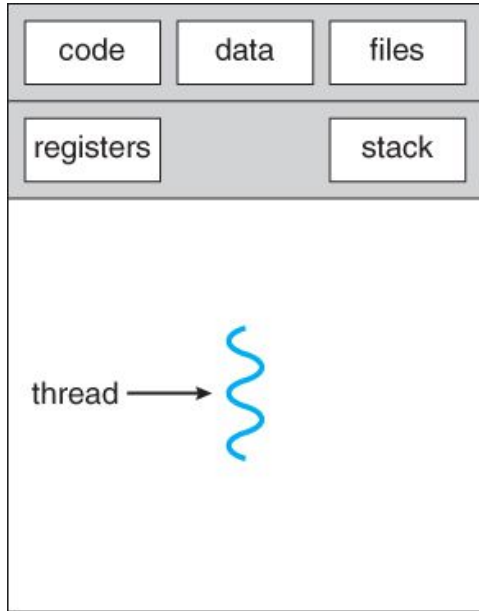 code data files
registers stack
thread